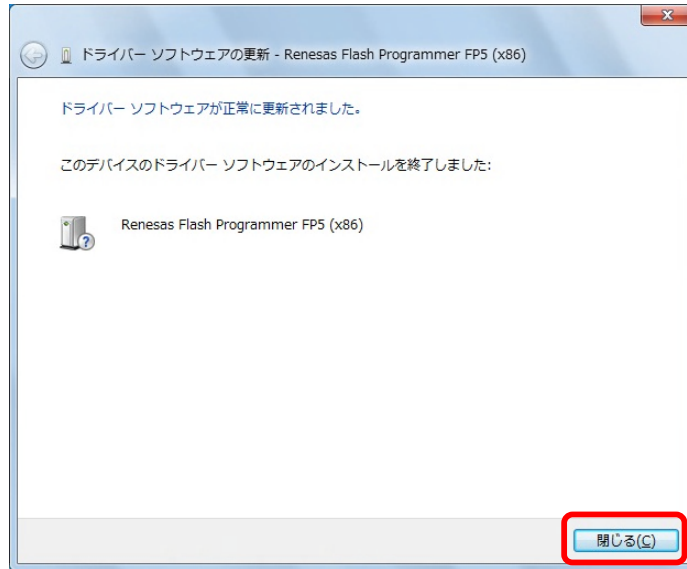 ドライバー ソフトウェアの更新 - Renesas Flash Programmer FP5 (x86)
ドライバー ソフトウェアが正常に更新されました。
このデバイスのドライバー ソフトウェアのインストールを終了しました:
Renesas Flash Programmer FP5 (x86)
閉じる(C)